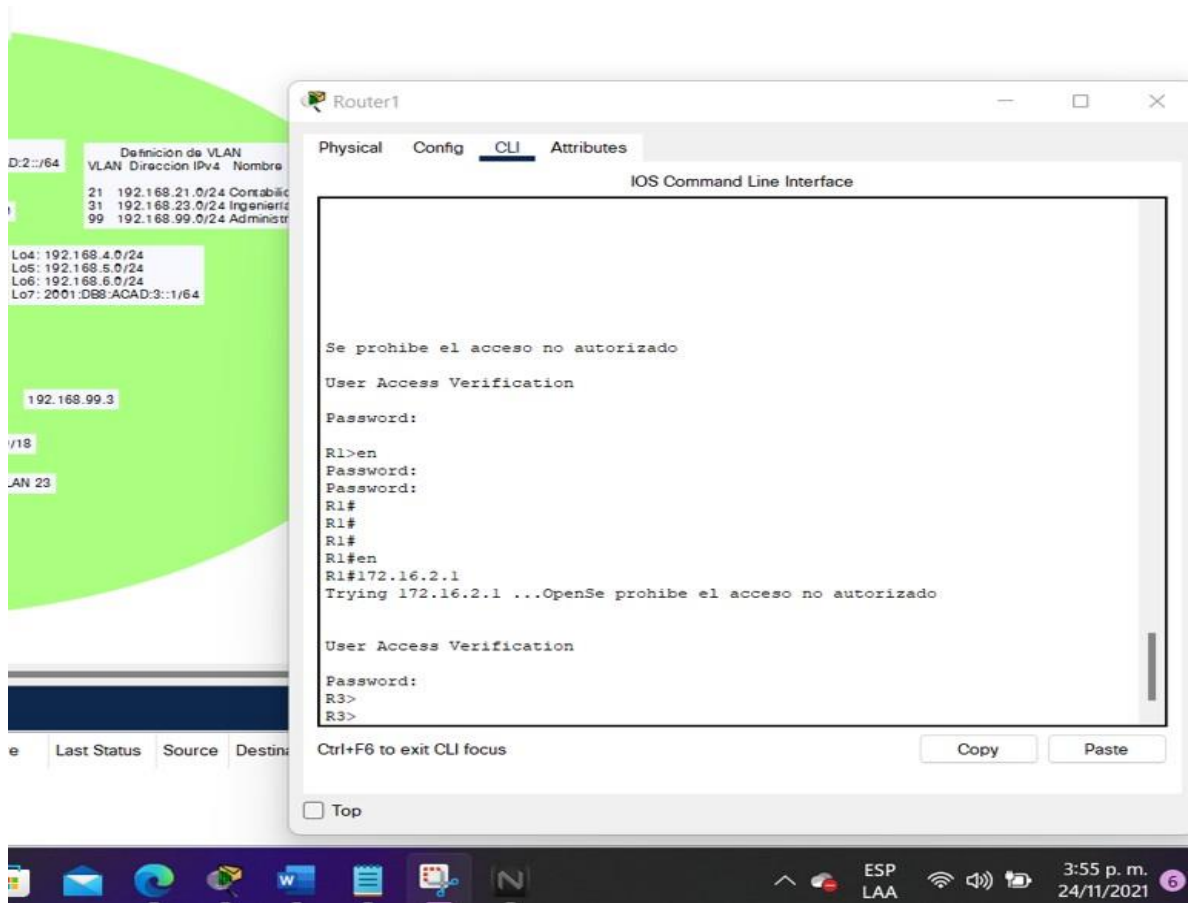 D:2::/64
Definición de VLAN
VLAN Dirección IPv4 Nombre
21 192.168.21.0/24
31 192.168.23.0/24 Ingeniería
99 192.168.99.0/24 Administr
Lo4: 192.168.4.0/24
Lo5: 192.168.5.0/24
Lo6: 192.168.6.0/24
Lo7: 2001:DB8:ACAD:3::1/64
192.168.99.3
/18
LAN 23
Router1
Physical Config CLI Attributes
IOS Command Line Interface
Se prohibe el acceso no autorizado
User Access Verification
Password:
R1>en
Password:
Password:
R1#
R1#
R1#
R1#en
R1#172.16.2.1
Trying 172.16.2.1 ...OpenSe prohibe el acceso no autorizado
User Access Verification
Password:
R3>
R3>
Ctrl+F6 to exit CLI focus
Copy Paste
Top
e Last Status Source Destina
ESP
LAA
3:55 p. m.
24/11/2021
6